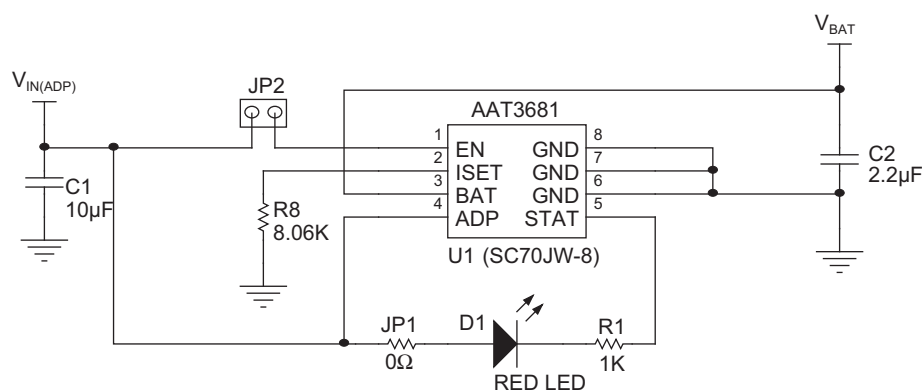 V_BAT
V_IN(ADP)
JP2
AAT3681
1 EN GND 8
2 ISET GND 7
3 BAT GND 6
4 ADP STAT 5
U1 (SC70JW-8)
C1
10µF
R8
8.06K
C2
2.2µF
JP1
0Ω
D1
RED LED
R1
1K